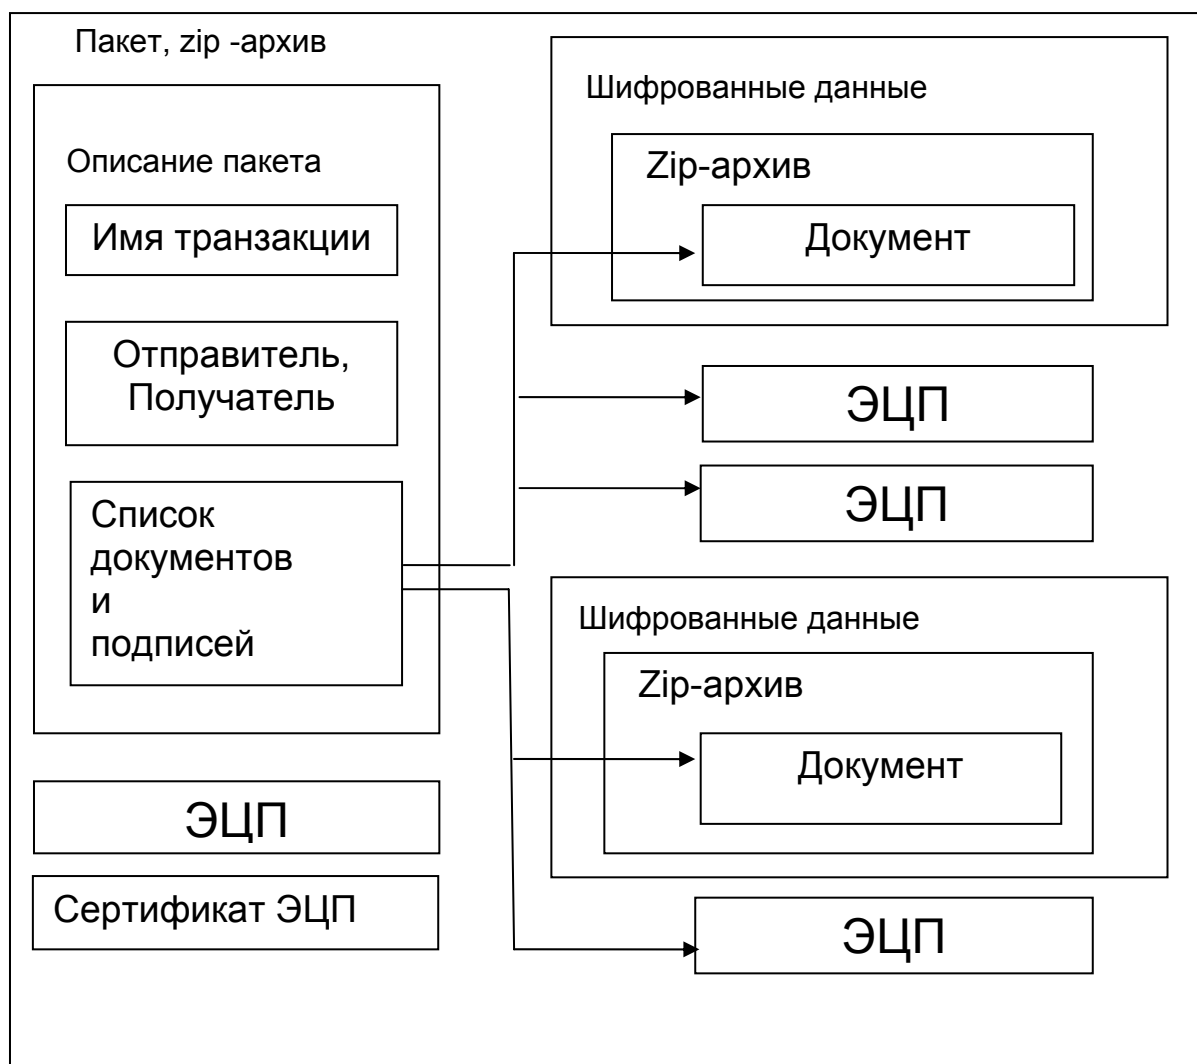 Пакет, zip -архив
Описание пакета
Имя транзакции
Отправитель,
Получатель
Список
документов
и
подписей
ЭЦП
Сертификат ЭЦП
Шифрованные данные
Zip-архив
Документ
ЭЦП
ЭЦП
Шифрованные данные
Zip-архив
Документ
ЭЦП